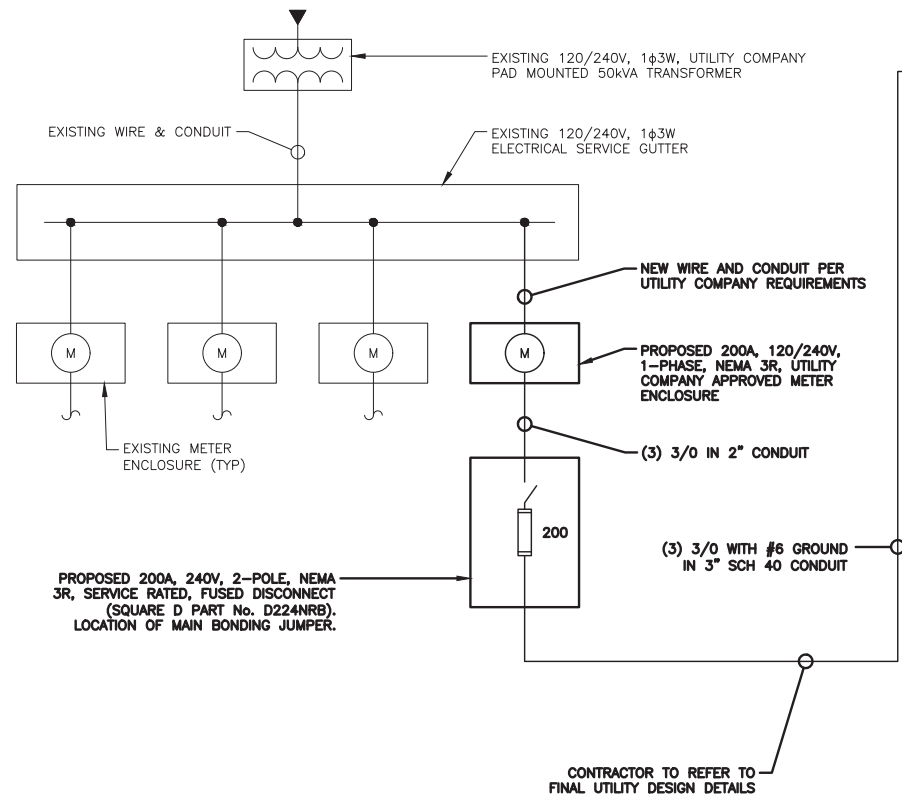 EXISTING 120/240V, 1ϕ3W, UTILITY COMPANY
PAD MOUNTED 50kVA TRANSFORMER
EXISTING WIRE & CONDUIT
EXISTING 120/240V, 1ϕ3W
ELECTRICAL SERVICE GUTTER
NEW WIRE AND CONDUIT PER
UTILITY COMPANY REQUIREMENTS
M
M
M
M
PROPOSED 200A, 120/240V,
1-PHASE, NEMA 3R, UTILITY
COMPANY APPROVED METER
ENCLOSURE
EXISTING METER
ENCLOSURE (TYP)
(3) 3/0 IN 2" CONDUIT
200
(3) 3/0 WITH #6 GROUND
IN 3" SCH 40 CONDUIT
PROPOSED 200A, 240V, 2-POLE, NEMA
3R, SERVICE RATED, FUSED DISCONNECT
(SQUARE D PART No. D224NRB).
LOCATION OF MAIN BONDING JUMPER.
CONTRACTOR TO REFER TO
FINAL UTILITY DESIGN DETAILS